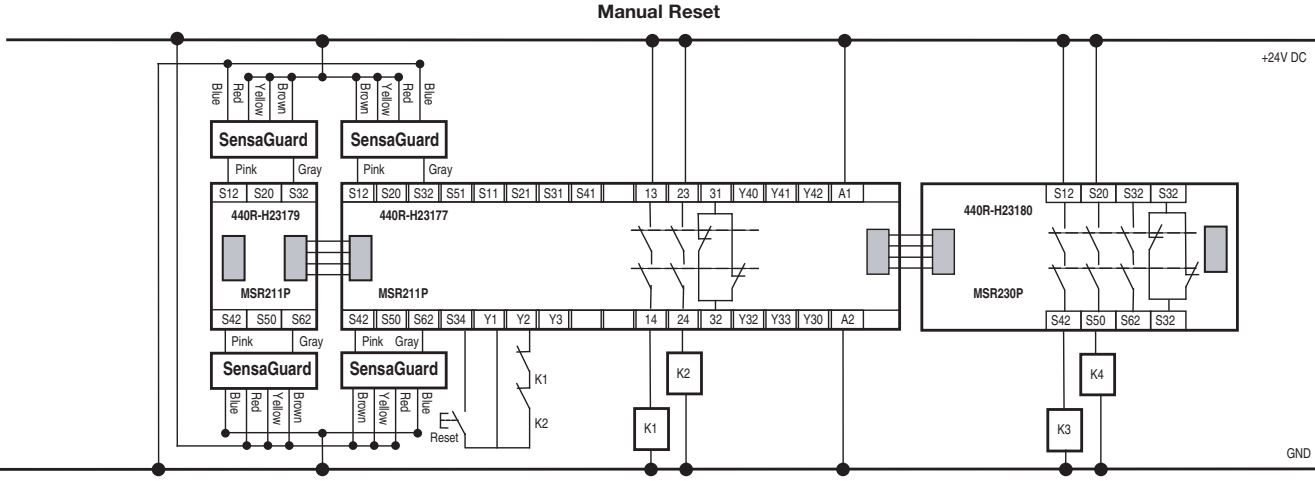 Manual Reset
+24V DC
Blue Red Yellow Brown Brown Yellow Red Blue
SensaGuard SensaGuard
Pink Gray Pink Gray
S12 S20 S32 S12 S20 S32 S51 S11 S21 S31 S41 13 23 31 Y40 Y41 Y42 A1 S12 S20 S32 S32
440R-H23179 440R-H23177 440R-H23180
MSR211P MSR211P MSR230P
S42 S50 S62 S42 S50 S62 S34 Y1 Y2 Y3 14 24 32 Y32 Y33 Y30 A2 S42 S50 S62 S32
Pink Gray Pink Gray
SensaGuard SensaGuard
K1 K2 K4
Blue Red Yellow Brown Brown Yellow Red Blue
Reset K2 K1 K3
GND